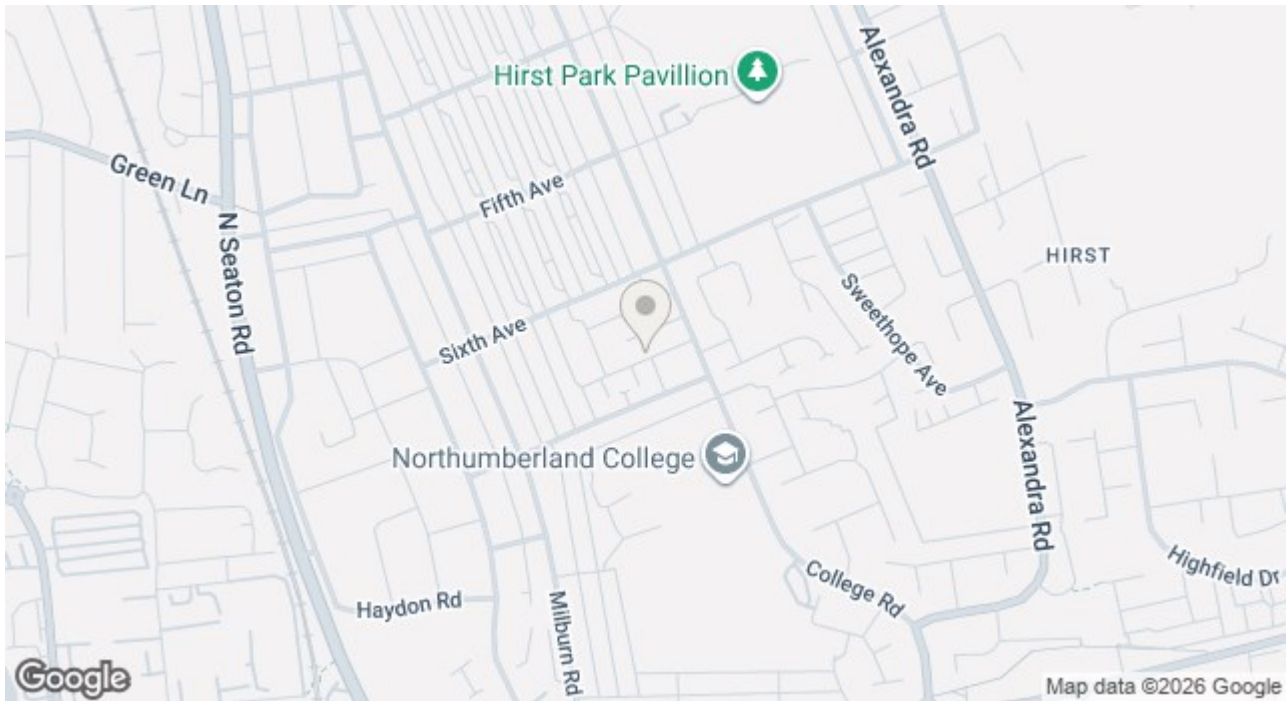 Hirst Park Pavillion
Alexandra Rd
Green Ln
Fifth Ave
N Seaton Rd
HIRST
Sweethope Ave
Sixth Ave
Alexandra Rd
Northumberland College
Highfield Dr
College Rd
Haydon Rd
Milburn Rd
Google
Map data ©2026 Google